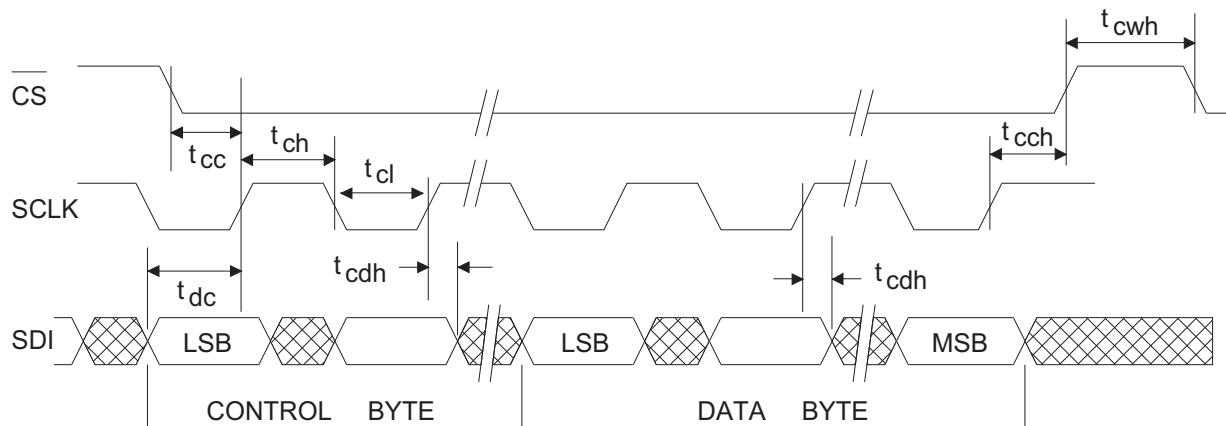 t cwh
CS
t cc
t ch
t cl
t cch
SCLK
t dc
t cdh
t cdh
SDI
LSB
LSB
MSB
CONTROL BYTE
DATA BYTE